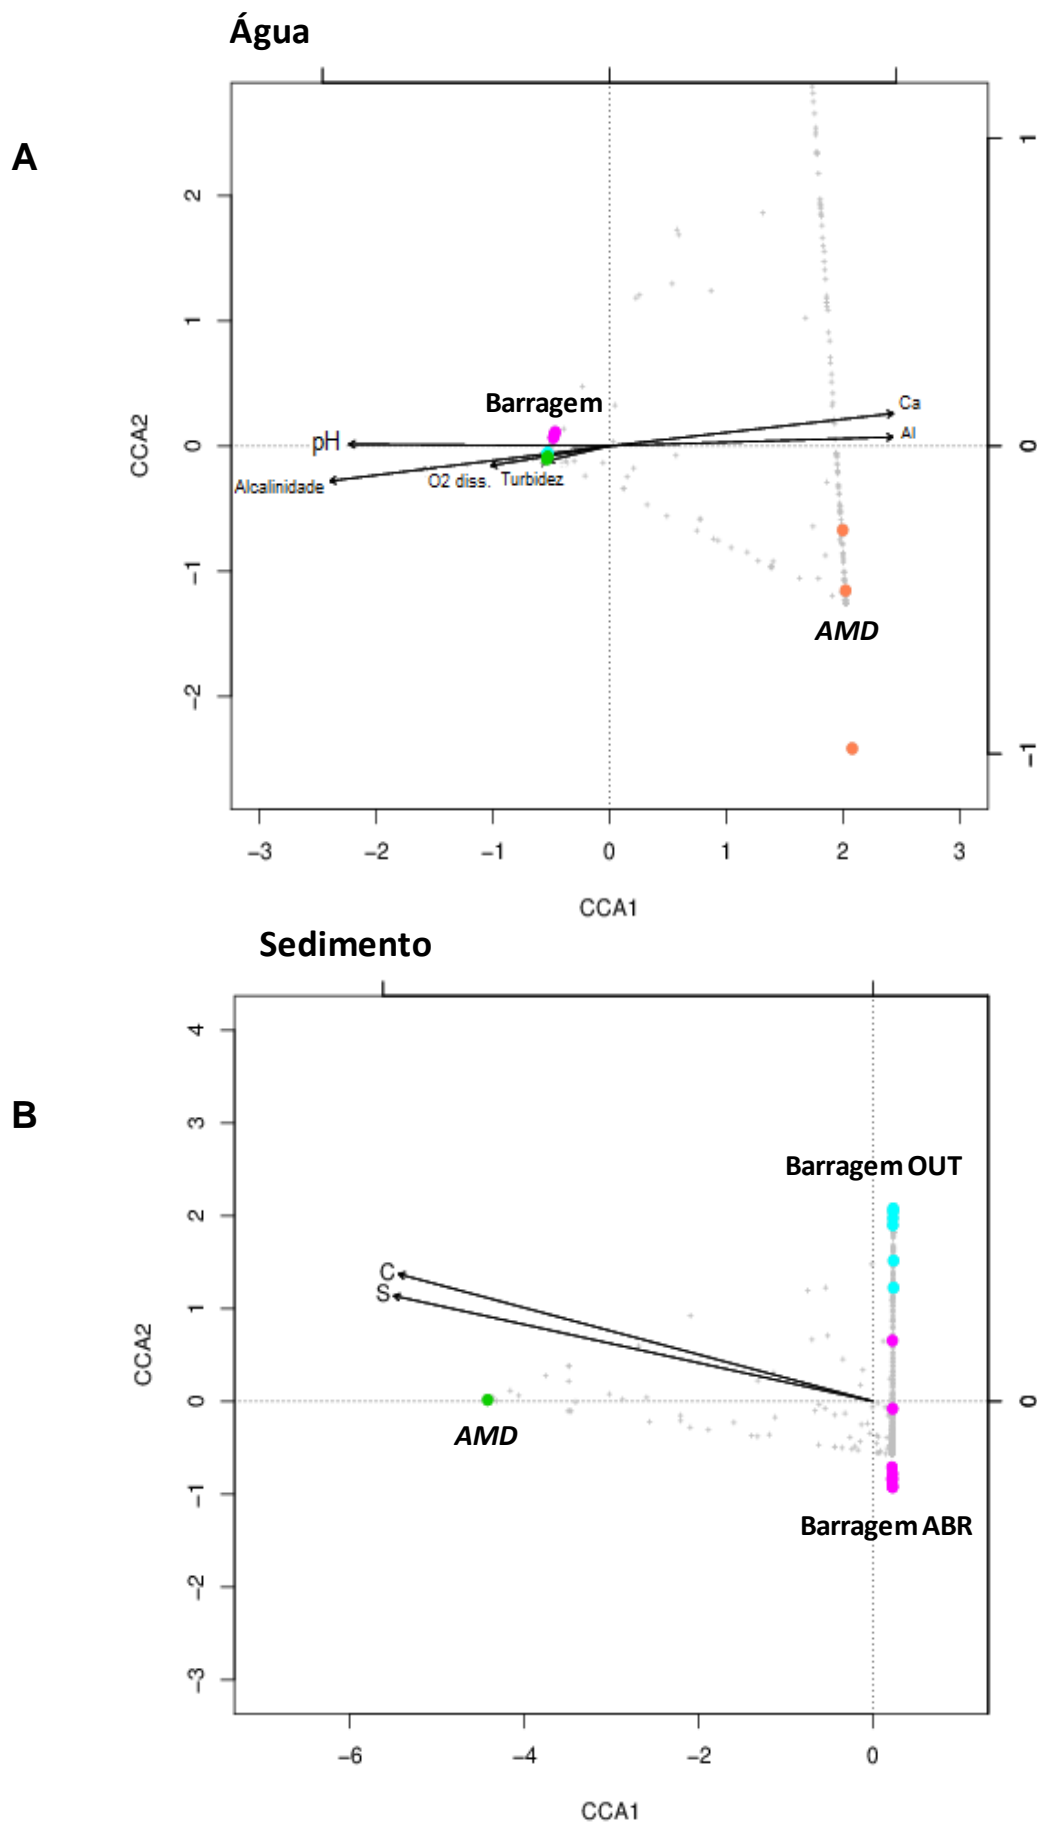 Água
A
2
1
0
−1
−2
CCA2
1
0
−1
Barragem
pH
Alcalinidade
O2 diss.
Turbidez
Ca
Al
AMD
−3 −2 −1 0 1 2 3
CCA1
Sedimento
B
4
3
2
1
0
−1
−2
−3
CCA2
0
Barragem OUT
C
S
AMD
Barragem ABR
−6 −4 −2 0
CCA1